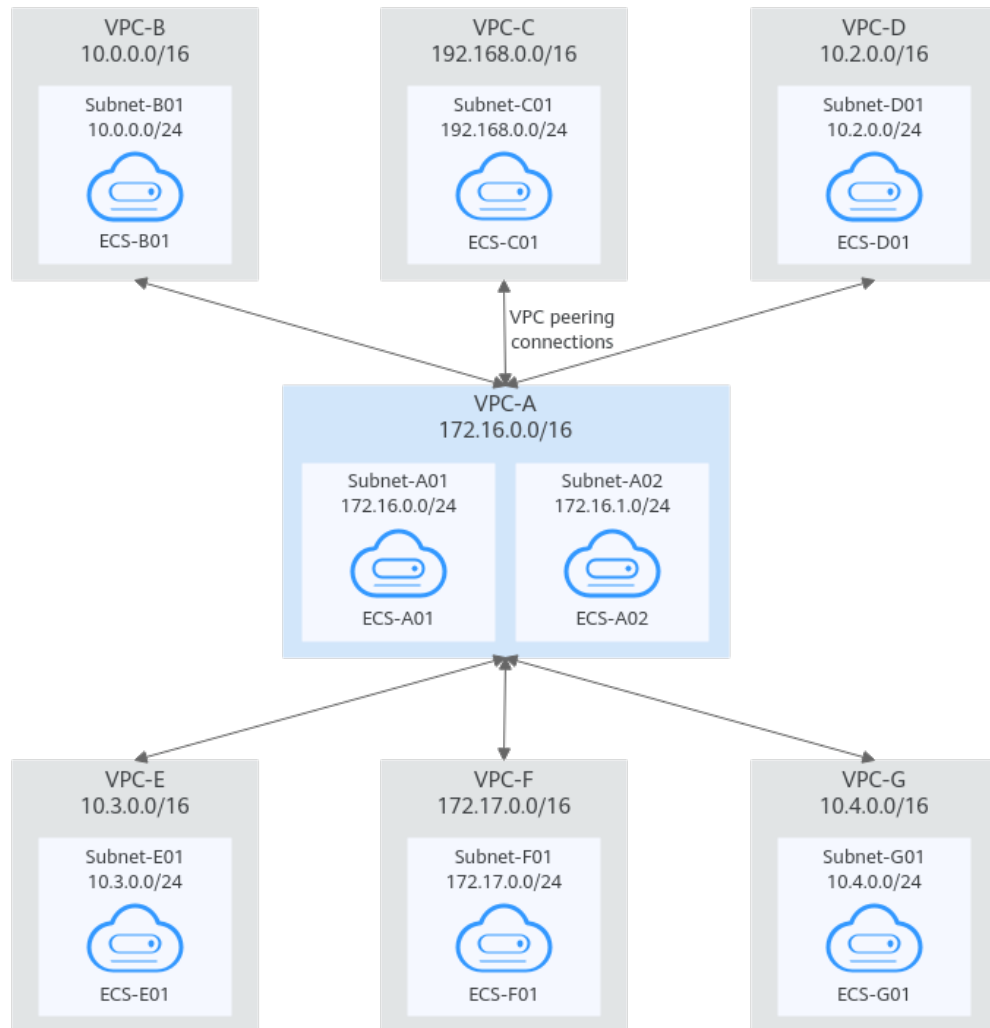 VPC-B
10.0.0.0/16
Subnet-B01
10.0.0.0/24
ECS-B01
VPC-C
192.168.0.0/16
Subnet-C01
192.168.0.0/24
ECS-C01
VPC-D
10.2.0.0/16
Subnet-D01
10.2.0.0/24
ECS-D01
VPC peering
connections
VPC-A
172.16.0.0/16
Subnet-A01
172.16.0.0/24
ECS-A01
Subnet-A02
172.16.1.0/24
ECS-A02
VPC-E
10.3.0.0/16
Subnet-E01
10.3.0.0/24
ECS-E01
VPC-F
172.17.0.0/16
Subnet-F01
172.17.0.0/24
ECS-F01
VPC-G
10.4.0.0/16
Subnet-G01
10.4.0.0/24
ECS-G01